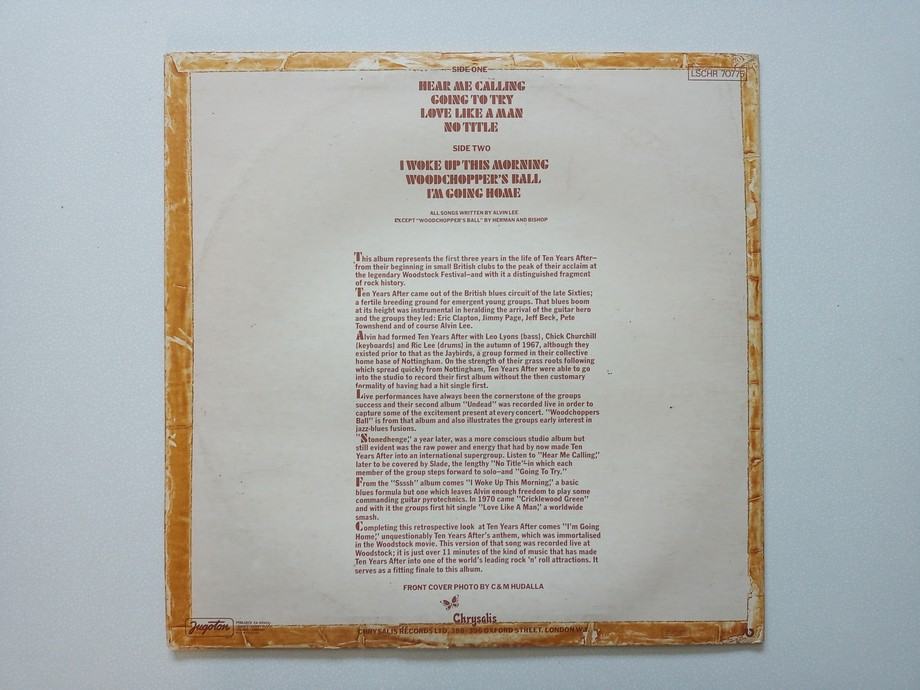 SIDE ONE
LSCHR 70775
HEAR ME CALLING
GOING TO TRY
LOVE LIKE A MAN
NO TITLE
SIDE TWO
I WOKE UP THIS MORNING
WOODCHOPPER'S BALL
I'M GOING HOME
ALL SONGS WRITTEN BY ALVIN LEE
EXCEPT "WOODCHOPPER'S BALL" BY HERMAN AND BISHOP
This album represents the first three years in the life of Ten Years After—
from their beginning in small British clubs to the peak of their acclaim at
the legendary Woodstock Festival—and with it a distinguished fragment
of rock history.
Ten Years After came out of the British blues circuit of the late Sixties;
a fertile breeding ground for emergent young groups. That blues boom
at its height was instrumental in heralding the arrival of the guitar hero
and the groups they led: Eric Clapton, Jimmy Page, Jeff Beck, Pete
Townshend and of course Alvin Lee.
Alvin had formed Ten Years After with Leo Lyons (bass), Chick Churchill
(keyboards) and Ric Lee (drums) in the autumn of 1967, although they
existed prior to that as the Jaybirds, a group formed in their collective
home base of Nottingham. On the strength of their grass roots following
which spread quickly from Nottingham, Ten Years After were able to go
into the studio to record their first album without the then customary
formality of having had a hit single first.
Live performances have always been the cornerstone of the groups
success and their second album "Undead" was recorded live in order to
capture some of the excitement present at every concert. "Woodchoppers
Ball" is from that album and also illustrates the groups early interest in
jazz-blues fusions.
"Stonedhenge," a year later, was a more conscious studio album but
still evident was the raw power and energy that had by now made Ten
Years After into an international supergroup. Listen to "Hear Me Calling,"
later to be covered by Slade, the lengthy "No Title"–in which each
member of the group steps forward to solo—and "Going To Try."
From the "Ssssh" album comes "I Woke Up This Morning," a basic
blues formula but one which leaves Alvin enough freedom to play some
commanding guitar pyrotechnics. In 1970 came "Cricklewood Green"
and with it the groups first hit single "Love Like A Man," a worldwide
smash.
Completing this retrospective look at Ten Years After comes "I'm Going
Home," unquestionably Ten Years After's anthem, which was immortalised
in the Woodstock movie. This version of that song was recorded live at
Woodstock; it is just over 11 minutes of the kind of music that has made
Ten Years After into one of the world's leading rock 'n' roll attractions. It
serves as a fitting finale to this album.
FRONT COVER PHOTO BY C & M HUDALLA
Chrysalis
Jugoton
CHRYSALIS RECORDS LTD. 388-396 OXFORD STREET, LONDON W.1